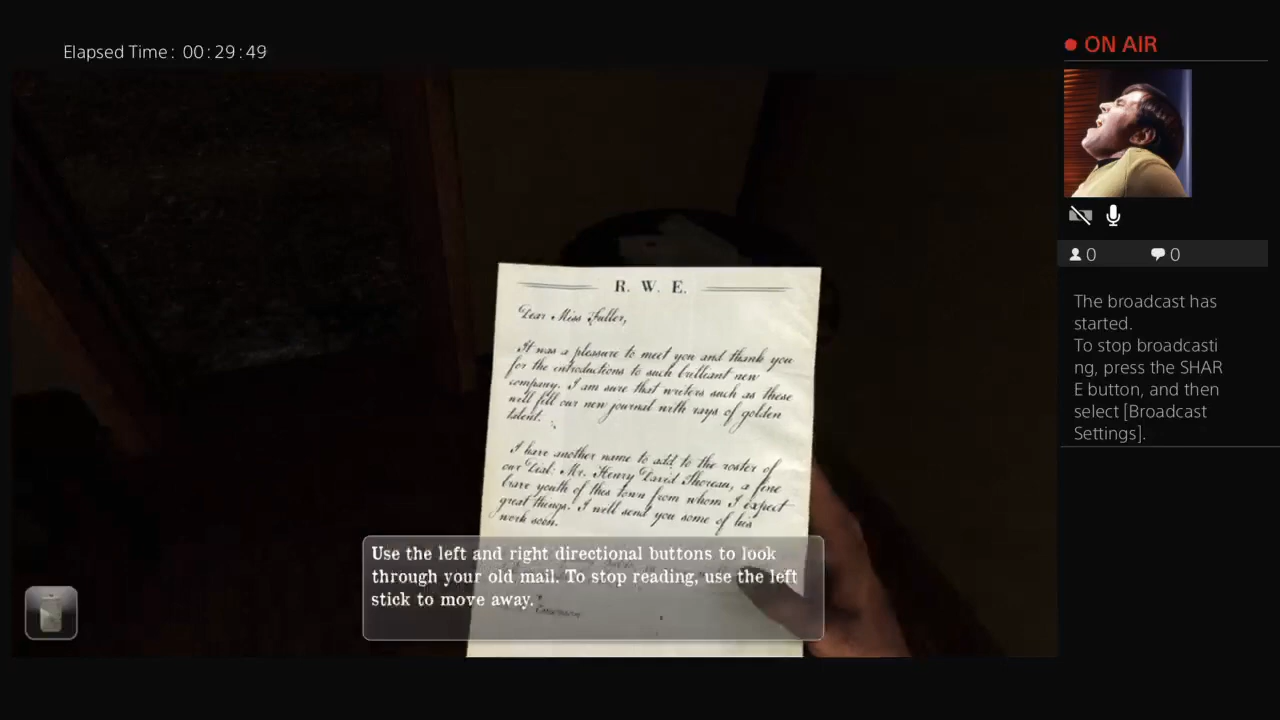 Elapsed Time: 00:29:49
ON AIR
0
0
The broadcast has
started.
To stop broadcasti
ng, press the SHAR
E button, and then
select [Broadcast
Settings].
R. W. E.
Dear Miss Fuller,
It was a pleasure to meet you and thank you
for the introductions to such brilliant new
company. I am sure that writers such as these
will fill our new journal with rays of golden
talent.
I have another name to add to the roster of
our Dial: Mr. Henry David Thoreau, a fine
brave youth of this town from whom I expect
great things. I will send you some of his
work soon.
Use the left and right directional buttons to look
through your old mail. To stop reading, use the left
stick to move away.
Emerson